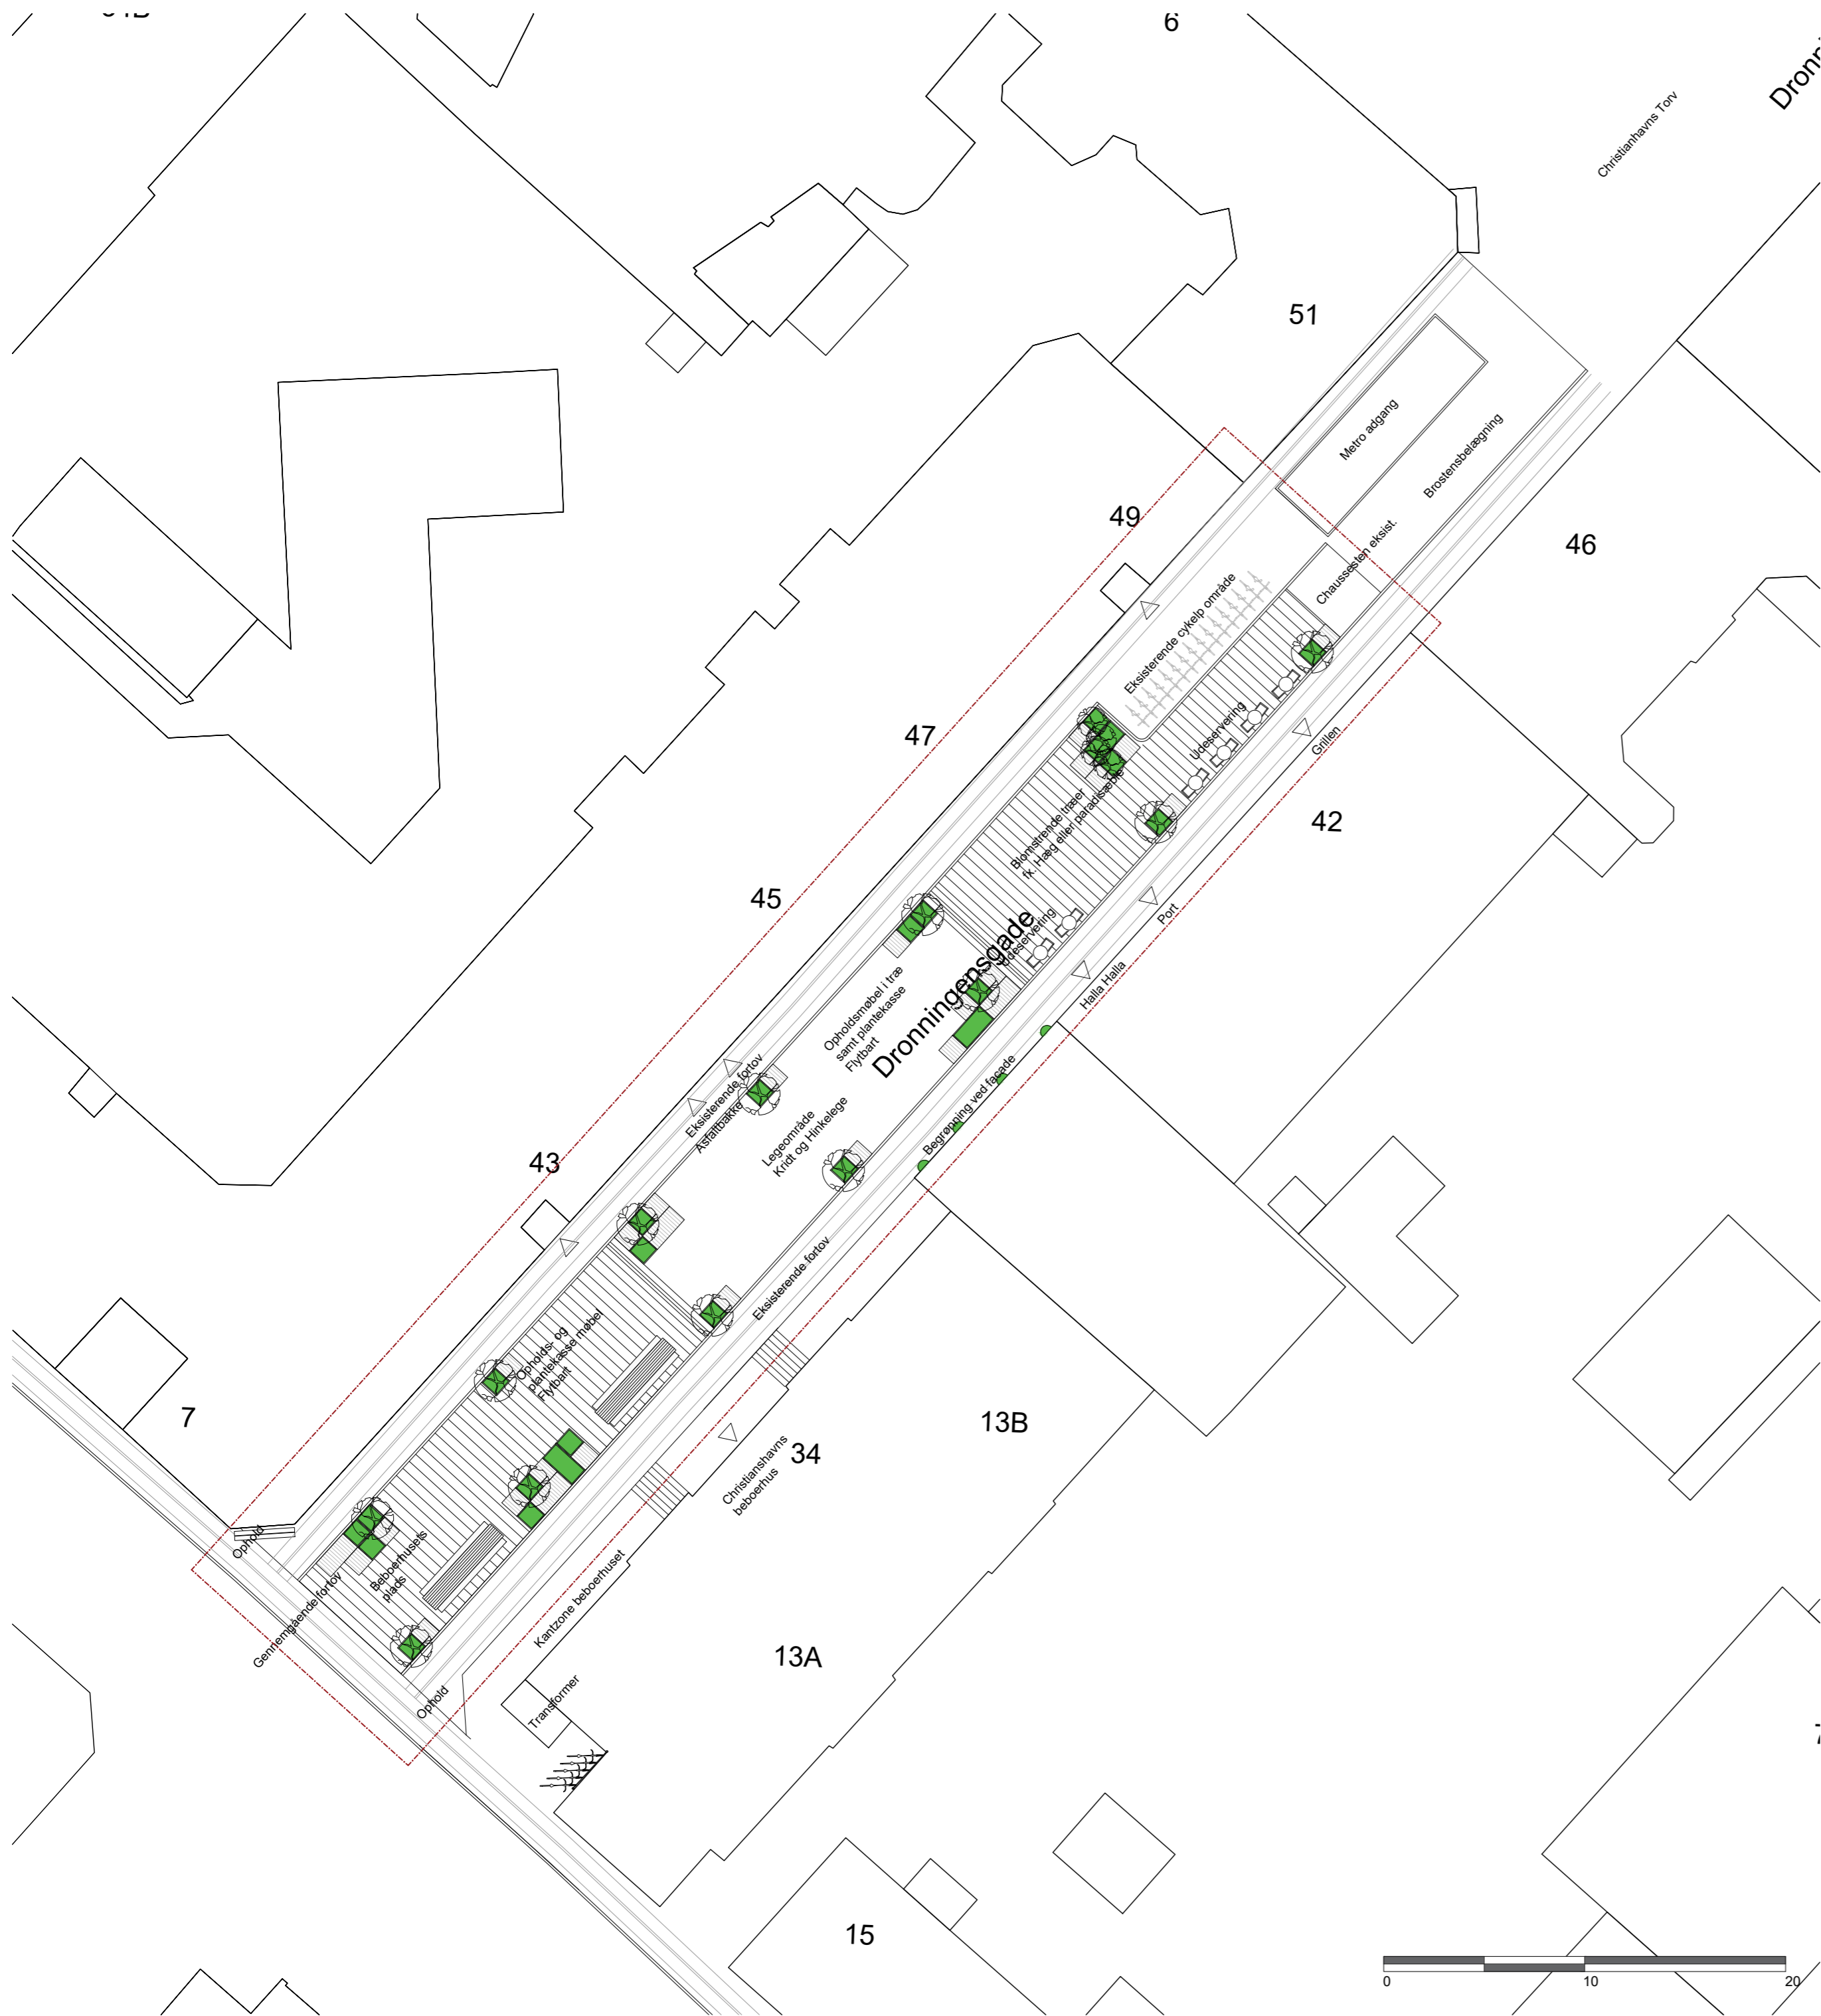 6
Christianhavns Torv
51
Metro adgang
Brostensbelægning
49
Chaussesten eksist.
46
Eksisterende cykelp område
47
Udeservering
Grillen
Blomstrende træer
fx. Hæg eller paradisæble
42
45
Port
Udeservering
Dronningensgade
Halla Halla
Opholdsmøbel i træ
samt plantekasse
Flytbart
Eksisterende fortov
Asfaltbakke
Begrønning ved facade
Legeområde
Kridt og Hinkelege
43
Eksisterende fortov
Opholds- og
plantekasse møbel
Flytbart
7
13B
34
Christianshavns
beboerhus
Ophold
Beboerhusets
plads
Gennemgående fortov
Kantzone beboerhuset
13A
Ophold
Transformer
15
0 10 20